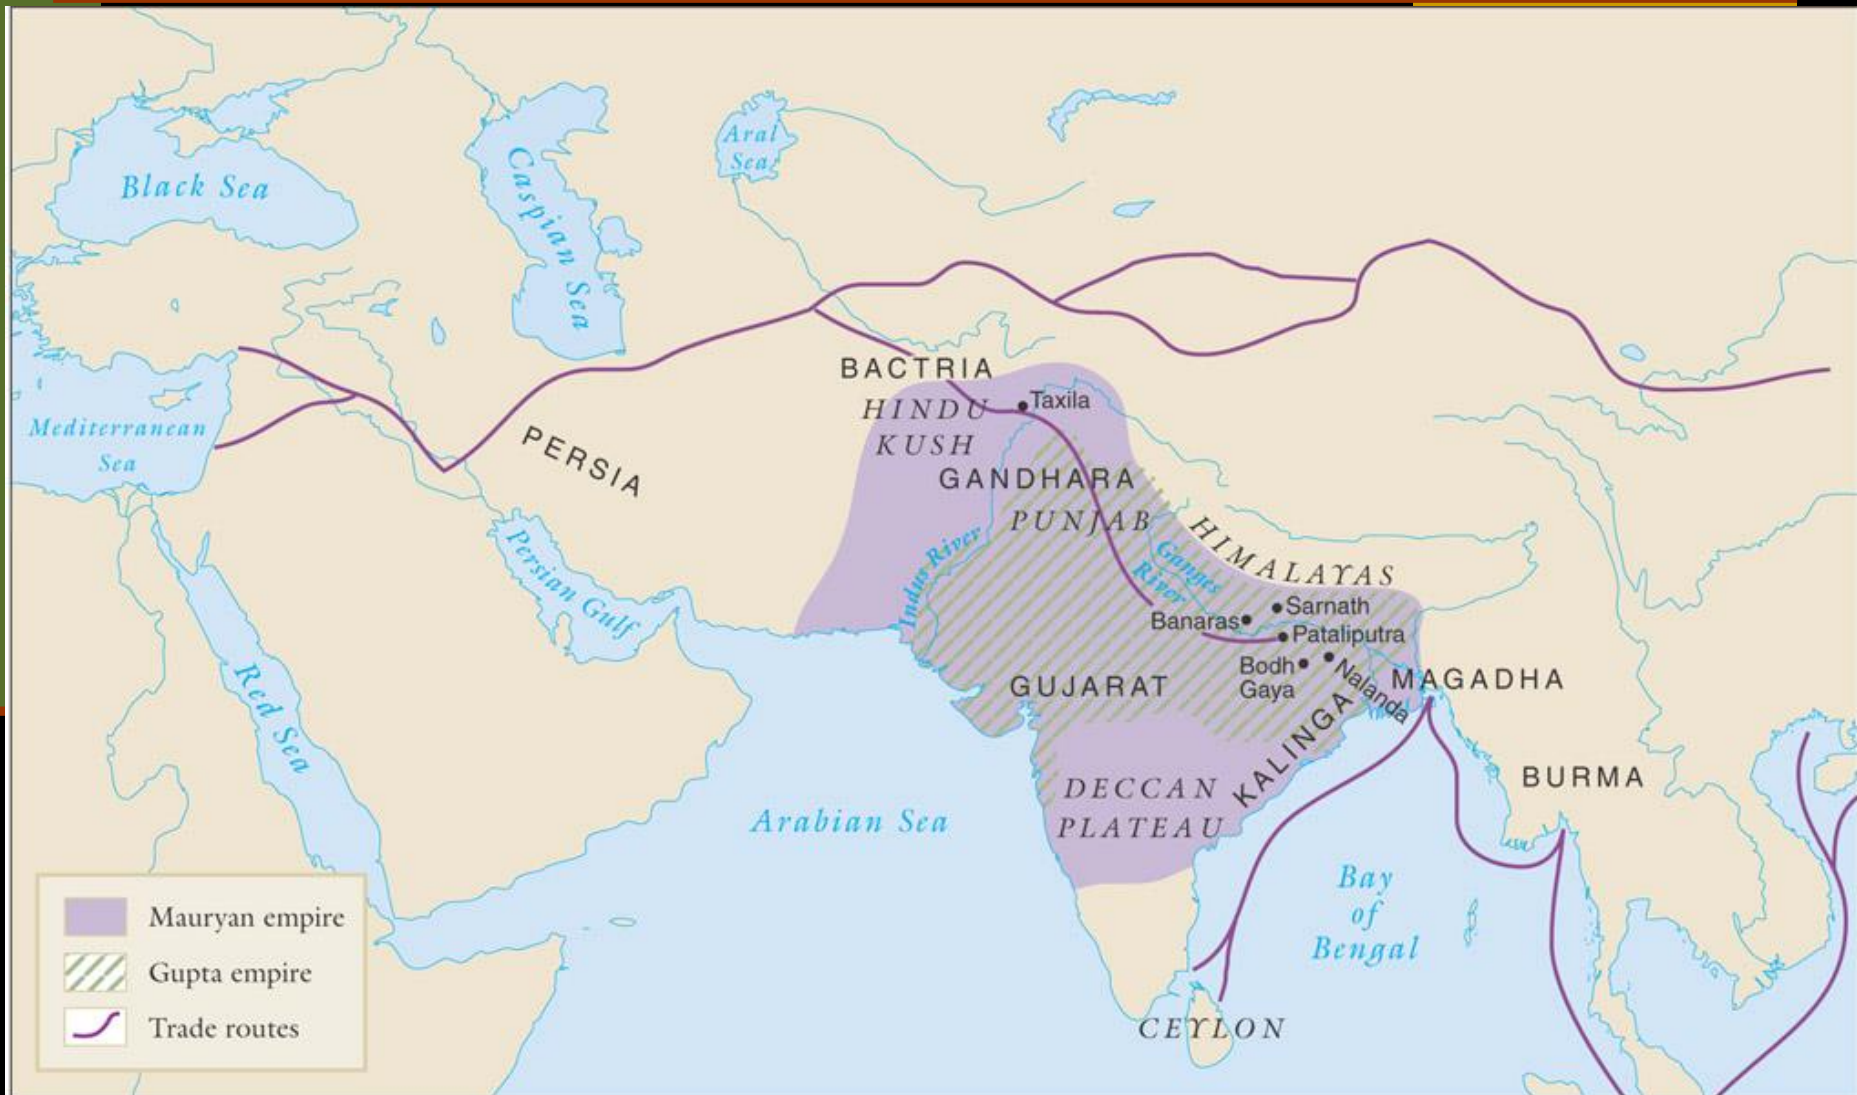 Black Sea
Caspian Sea
Aral
Sea
Mediterranean
Sea
PERSIA
BACTRIA
HINDU
KUSH
Taxila
GANDHARA
PUNJAB
HIMALAYAS
Indus River
Ganges
River
Persian Gulf
Red Sea
Sarnath
Banaras
Pataliputra
Bodh
Gaya
Nalanda
MAGADHA
GUJARAT
KALINGA
DECCAN
PLATEAU
BURMA
Arabian Sea
Bay
of
Bengal
CEYLON
Mauryan empire
Gupta empire
Trade routes